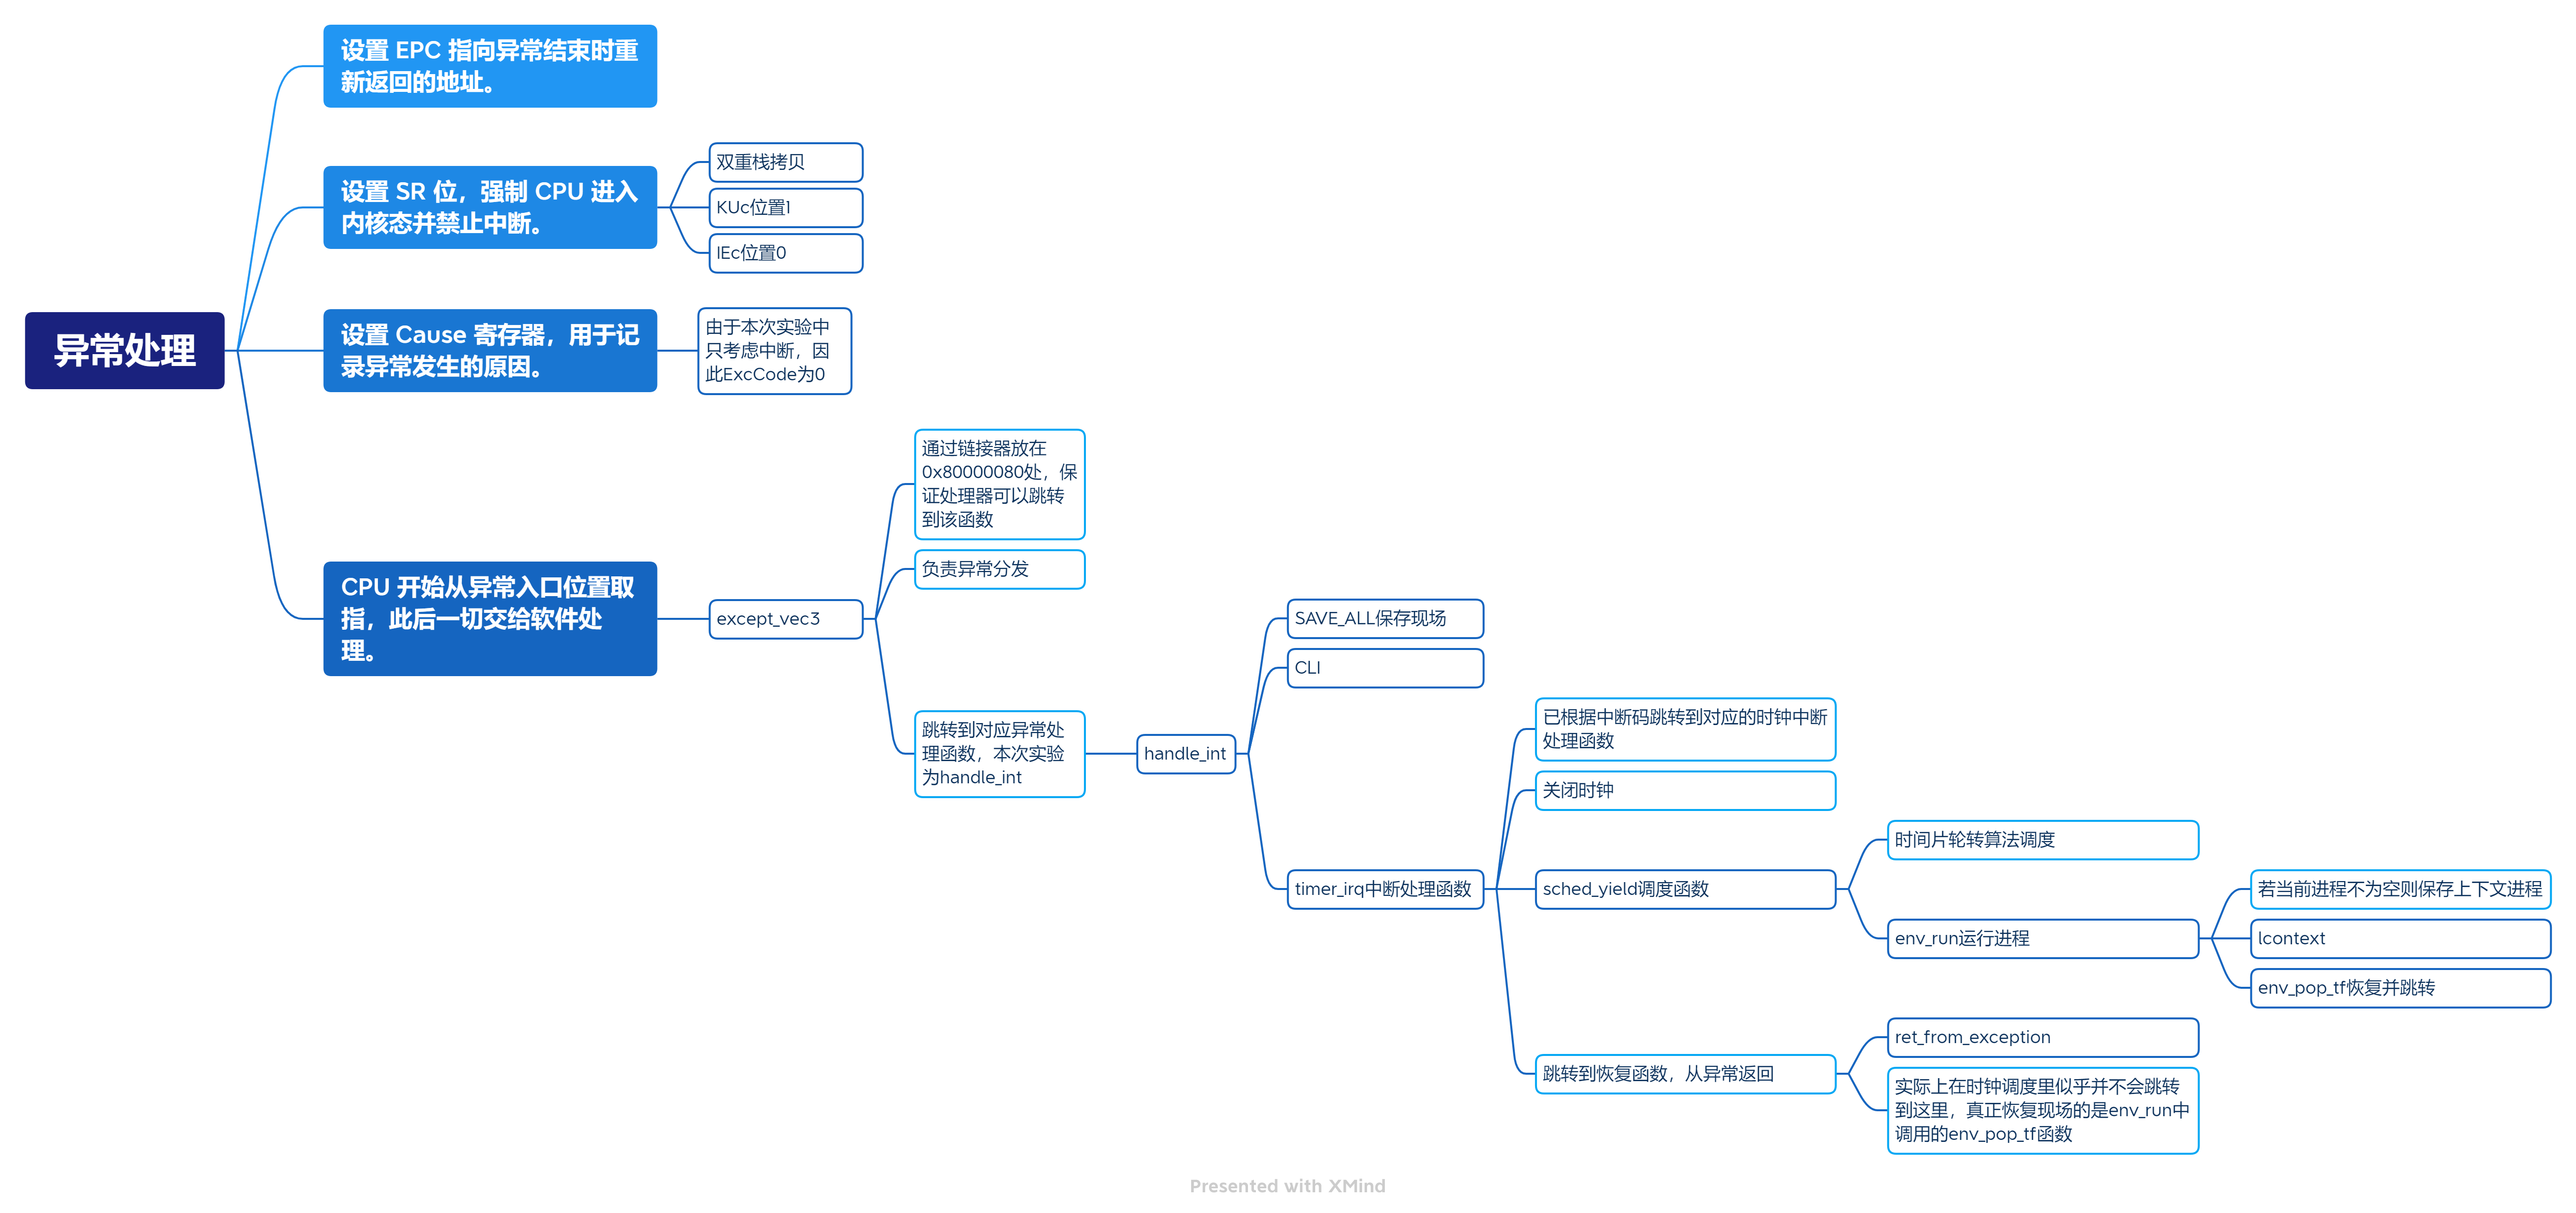 异常处理
设置 EPC 指向异常结束时重
新返回的地址。
设置 SR 位，强制 CPU 进入
内核态并禁止中断。
双重栈拷贝
KUc位置1
IEc位置0
设置 Cause 寄存器，用于记
录异常发生的原因。
由于本次实验中
只考虑中断，因
此ExcCode为0
CPU 开始从异常入口位置取
指，此后一切交给软件处
理。
except_vec3
通过链接器放在
0x80000080处，保
证处理器可以跳转
到该函数
负责异常分发
跳转到对应异常处
理函数，本次实验
为handle_int
handle_int
SAVE_ALL保存现场
CLI
timer_irq中断处理函数
已根据中断码跳转到对应的时钟中断
处理函数
关闭时钟
sched_yield调度函数
时间片轮转算法调度
env_run运行进程
若当前进程不为空则保存上下文进程
lcontext
env_pop_tf恢复并跳转
跳转到恢复函数，从异常返回
ret_from_exception
实际上在时钟调度里似乎并不会跳转
到这里，真正恢复现场的是env_run中
调用的env_pop_tf函数
Presented with XMind